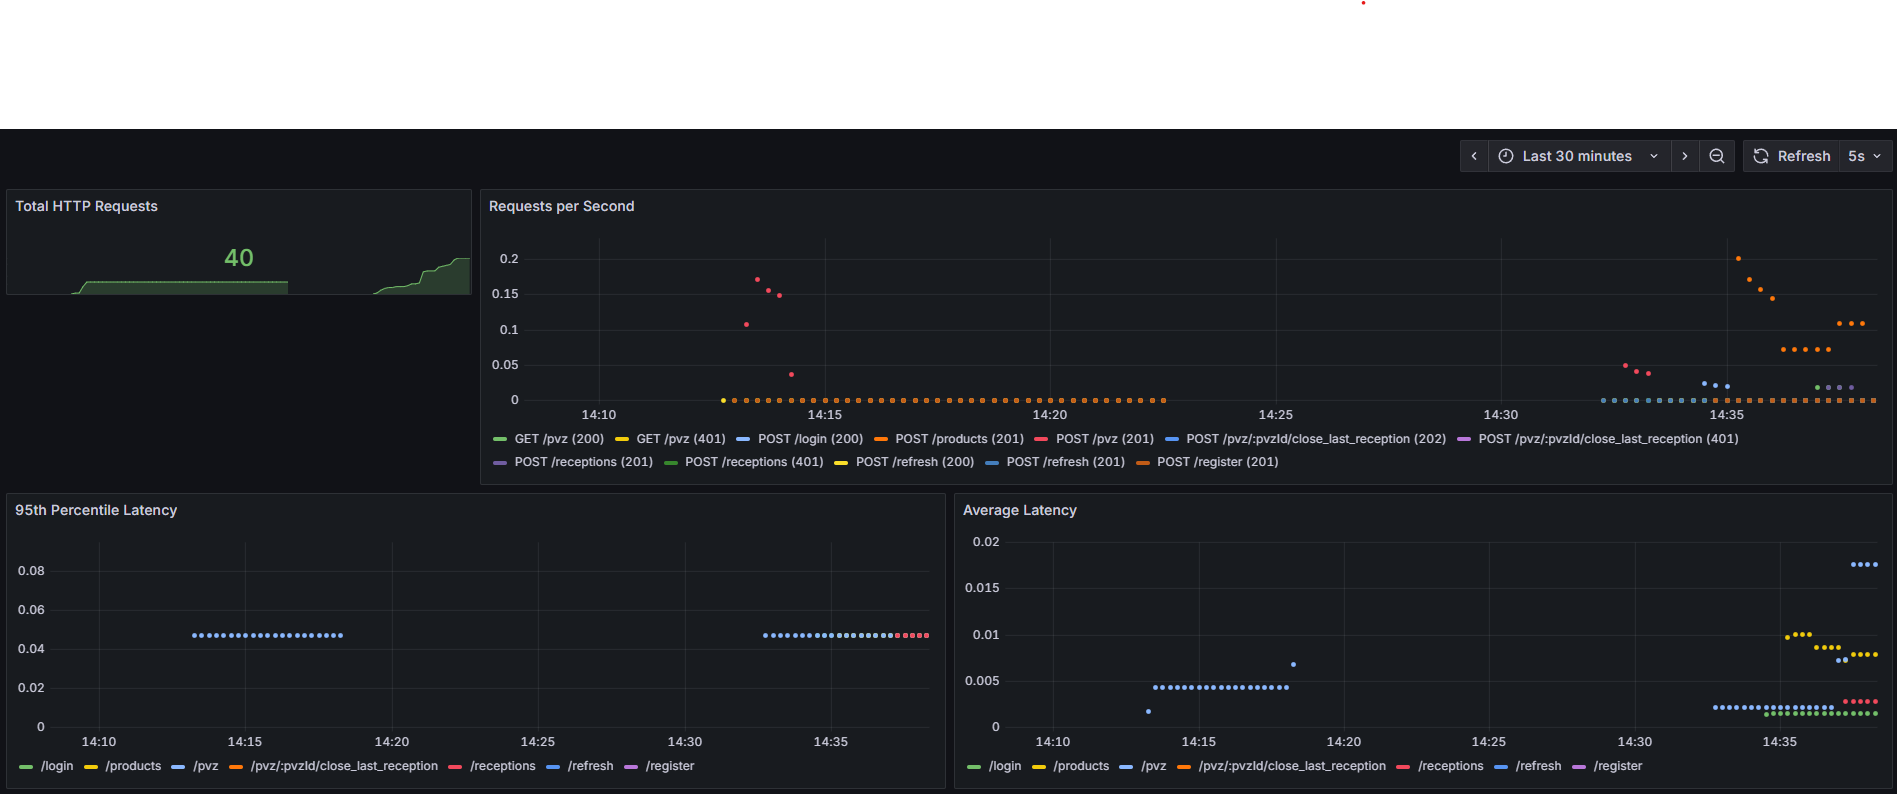 Last 30 minutes Refresh 5s
Total HTTP Requests
40
Requests per Second
0.2
0.15
0.1
0.05
0
14:10 14:15 14:20 14:25 14:30 14:35
GET /pvz (200) GET /pvz (401) POST /login (200) POST /products (201) POST /pvz (201) POST /pvz/:pvzId/close_last_reception (202) POST /pvz/:pvzId/close_last_reception (401)
POST /receptions (201) POST /receptions (401) POST /refresh (200) POST /refresh (201) POST /register (201)
95th Percentile Latency
0.08
0.06
0.04
0.02
0
14:10 14:15 14:20 14:25 14:30 14:35
/login /products /pvz /pvz/:pvzId/close_last_reception /receptions /refresh /register
Average Latency
0.02
0.015
0.01
0.005
0
14:10 14:15 14:20 14:25 14:30 14:35
/login /products /pvz /pvz/:pvzId/close_last_reception /receptions /refresh /register